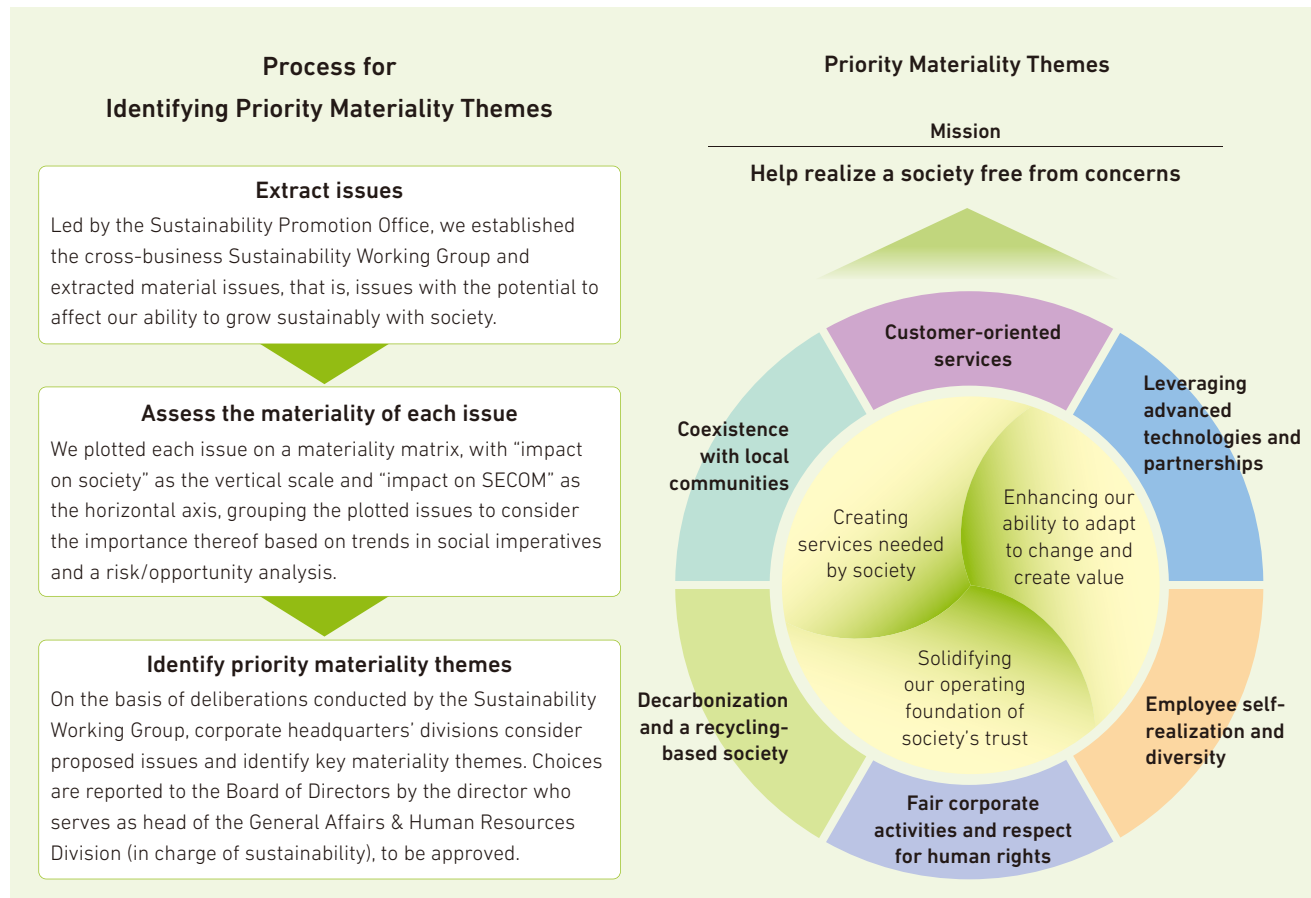 Process for
Identifying Priority Materiality Themes
Extract issues
Led by the Sustainability Promotion Office, we established
the cross-business Sustainability Working Group and
extracted material issues, that is, issues with the potential to
affect our ability to grow sustainably with society.
Assess the materiality of each issue
We plotted each issue on a materiality matrix, with “impact
on society” as the vertical scale and “impact on SECOM” as
the horizontal axis, grouping the plotted issues to consider
the importance thereof based on trends in social imperatives
and a risk/opportunity analysis.
Identify priority materiality themes
On the basis of deliberations conducted by the Sustainability
Working Group, corporate headquarters’ divisions consider
proposed issues and identify key materiality themes. Choices
are reported to the Board of Directors by the director who
serves as head of the General Affairs & Human Resources
Division (in charge of sustainability), to be approved.
Priority Materiality Themes
Mission
Help realize a society free from concerns
Customer-oriented
services
Leveraging
advanced
technologies and
partnerships
Coexistence
with local
communities
Creating
services needed
by society
Enhancing our
ability to adapt
to change and
create value
Solidifying
our operating
foundation of
society’s trust
Decarbonization
and a recycling-
based society
Employee self-
realization and
diversity
Fair corporate
activities and respect
for human rights